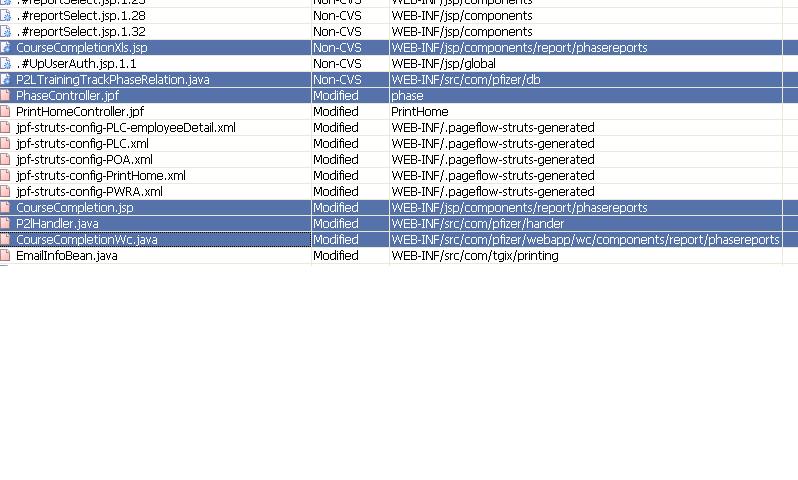 .#reportSelect.jsp.1.25 Non-CVS WEB-INF/jsp/components
.#reportSelect.jsp.1.28 Non-CVS WEB-INF/jsp/components
.#reportSelect.jsp.1.32 Non-CVS WEB-INF/jsp/components
CourseCompletionXls.jsp Non-CVS WEB-INF/jsp/components/report/phasereports
.#UpUserAuth.jsp.1.1 Non-CVS WEB-INF/jsp/global
P2LTrainingTrackPhaseRelation.java Non-CVS WEB-INF/src/com/pfizer/db
PhaseController.jpf Modified phase
PrintHomeController.jpf Modified PrintHome
jpf-struts-config-PLC-employeeDetail.xml Modified WEB-INF/.pageflow-struts-generated
jpf-struts-config-PLC.xml Modified WEB-INF/.pageflow-struts-generated
jpf-struts-config-POA.xml Modified WEB-INF/.pageflow-struts-generated
jpf-struts-config-PrintHome.xml Modified WEB-INF/.pageflow-struts-generated
jpf-struts-config-PWRA.xml Modified WEB-INF/.pageflow-struts-generated
CourseCompletion.jsp Modified WEB-INF/jsp/components/report/phasereports
P2lHandler.java Modified WEB-INF/src/com/pfizer/hander
CourseCompletionWc.java Modified WEB-INF/src/com/pfizer/webapp/wc/components/report/phasereports
EmailInfoBean.java Modified WEB-INF/src/com/tgix/printing